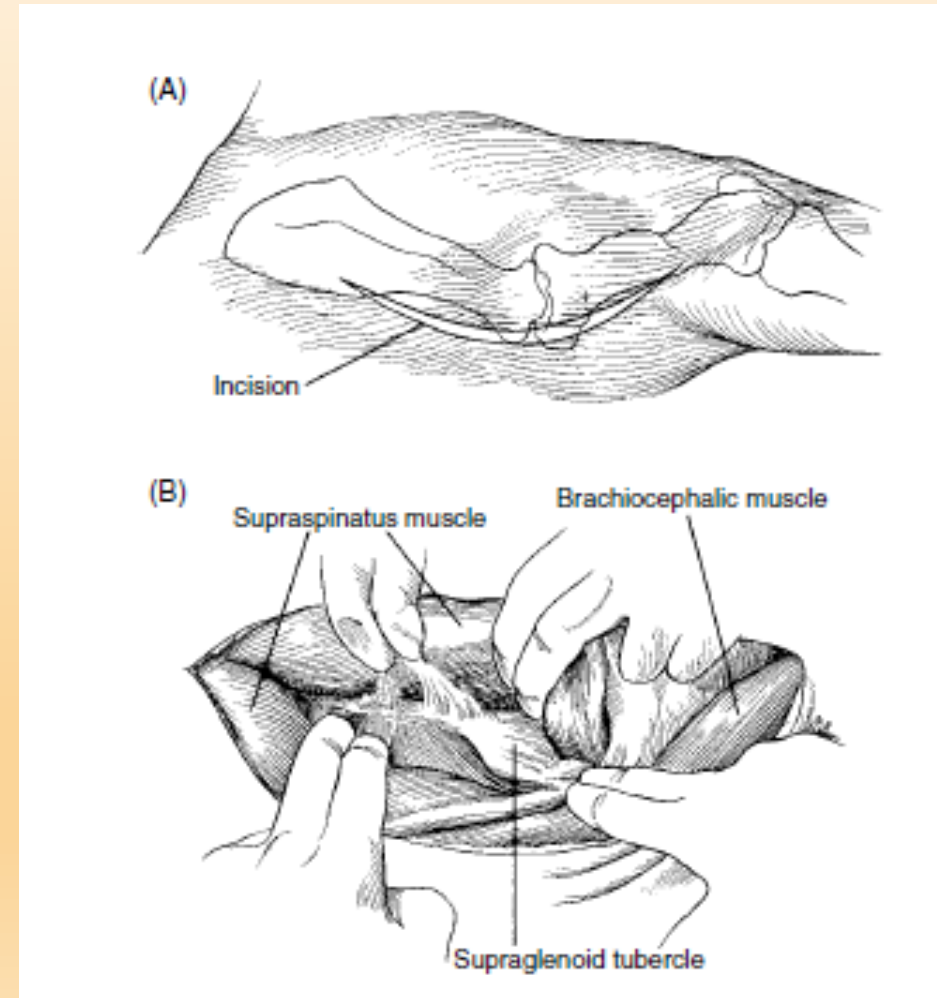 (A)
Incision
(B)
Supraspinatus muscle
Brachiocephalic muscle
Supraglenoid tubercle